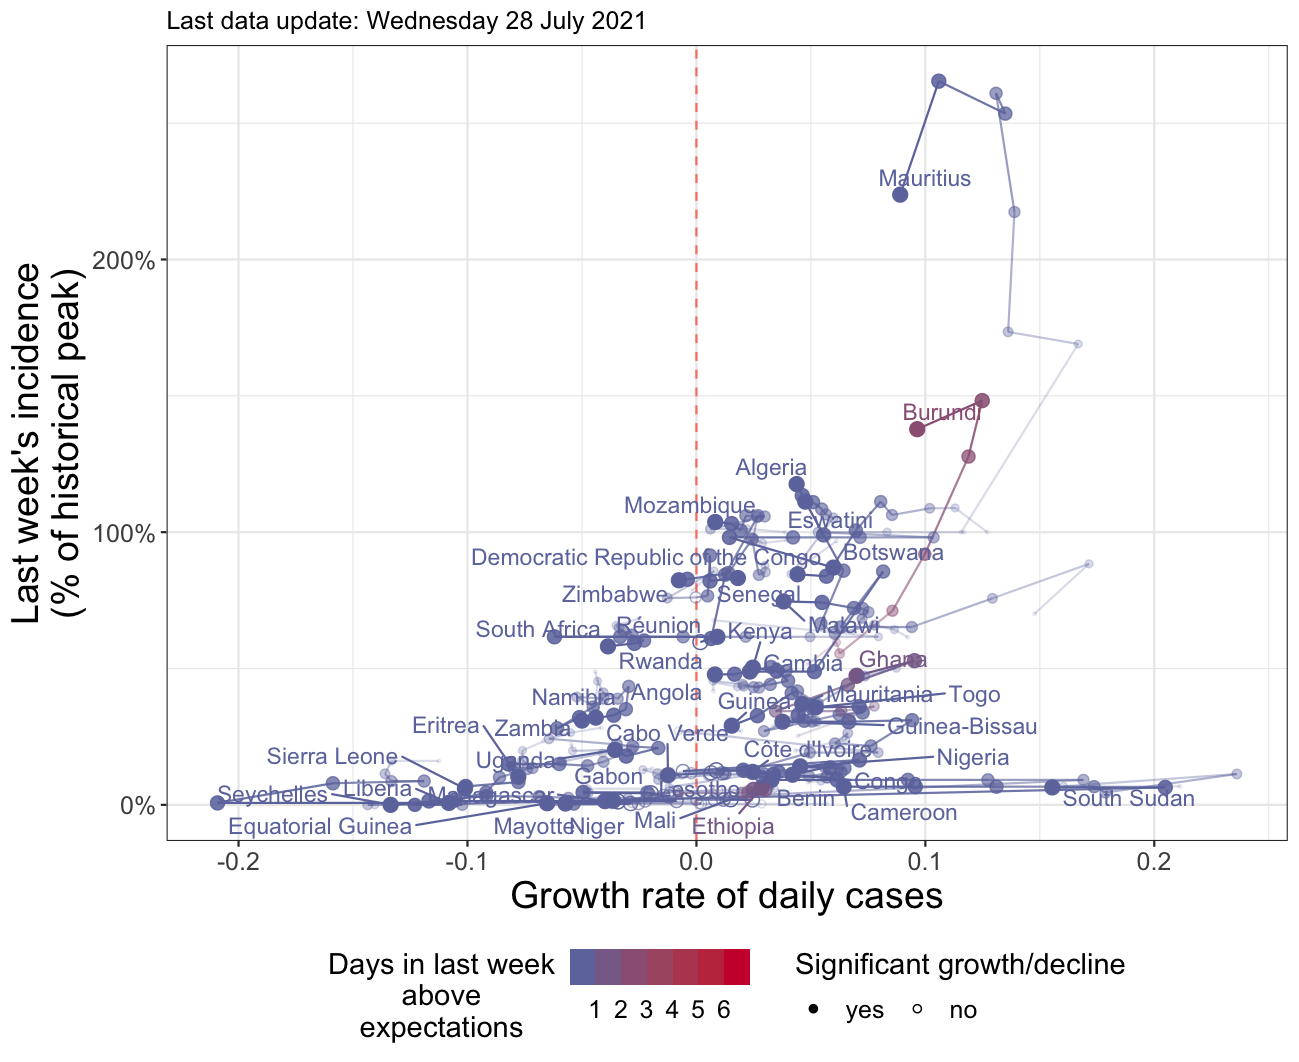 Last data update: Wednesday 28 July 2021
Last week's incidence
(% of historical peak)
200%
100%
0%
Mauritius
Burundi
Algeria
Mozambique
Eswatini
Botswana
Democratic Republic of the Congo
Zimbabwe
Senegal
Malawi
South Africa
Réunion
Kenya
Rwanda
Gambia
Ghana
Namibia
Angola
Guinea
Mauritania
Togo
Eritrea
Zambia
Cabo Verde
Guinea-Bissau
Sierra Leone
Uganda
Côte d'Ivoire
Nigeria
Gabon
Congo
Seychelles
Liberia
Madagascar
Lesotho
Benin
South Sudan
Equatorial Guinea
Mayotte
Niger
Mali
Ethiopia
Cameroon
-0.2
-0.1
0.0
0.1
0.2
Growth rate of daily cases
Days in last week
above
expectations
1 2 3 4 5 6
Significant growth/decline
yes
no